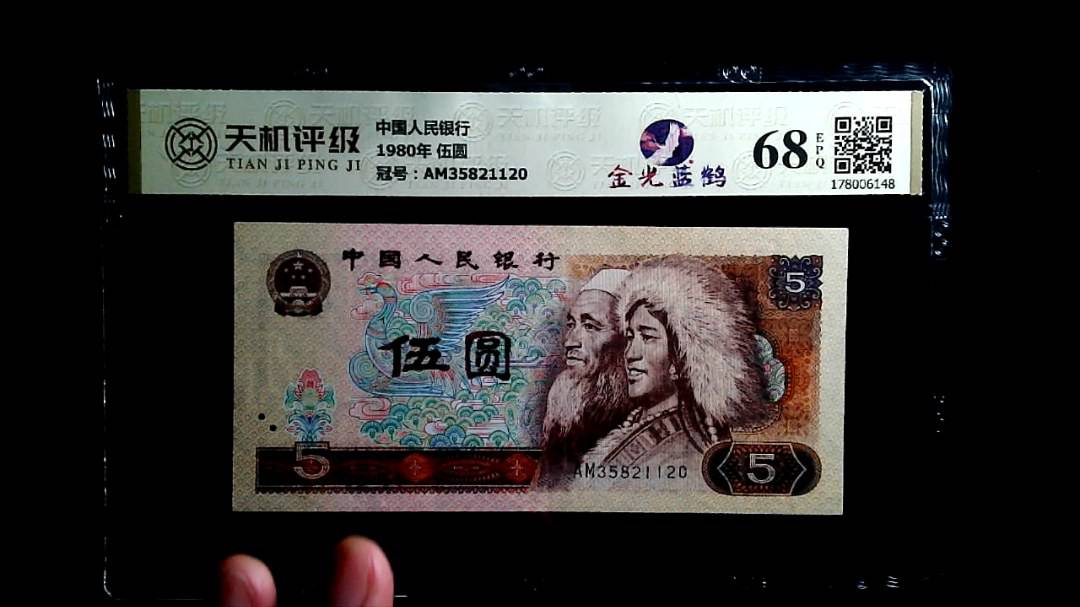 天机评级
TIAN JI PING JI
中国人民银行
1980年 伍圆
冠号：AM35821120
金光蓝鹤
68
EPQ
178006148
中国人民银行
5
伍圆
5
AM35821120
5